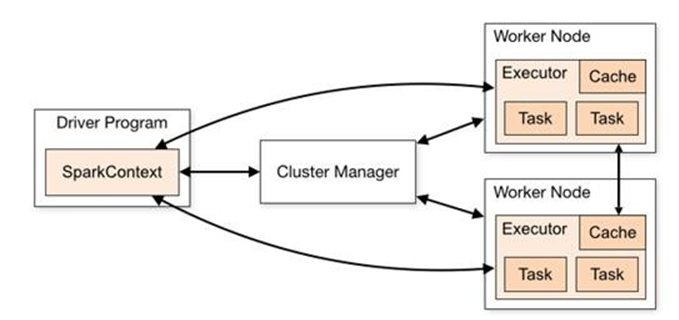 Driver Program
SparkContext
Cluster Manager
Worker Node
Executor
Cache
Task
Task
Worker Node
Executor
Cache
Task
Task